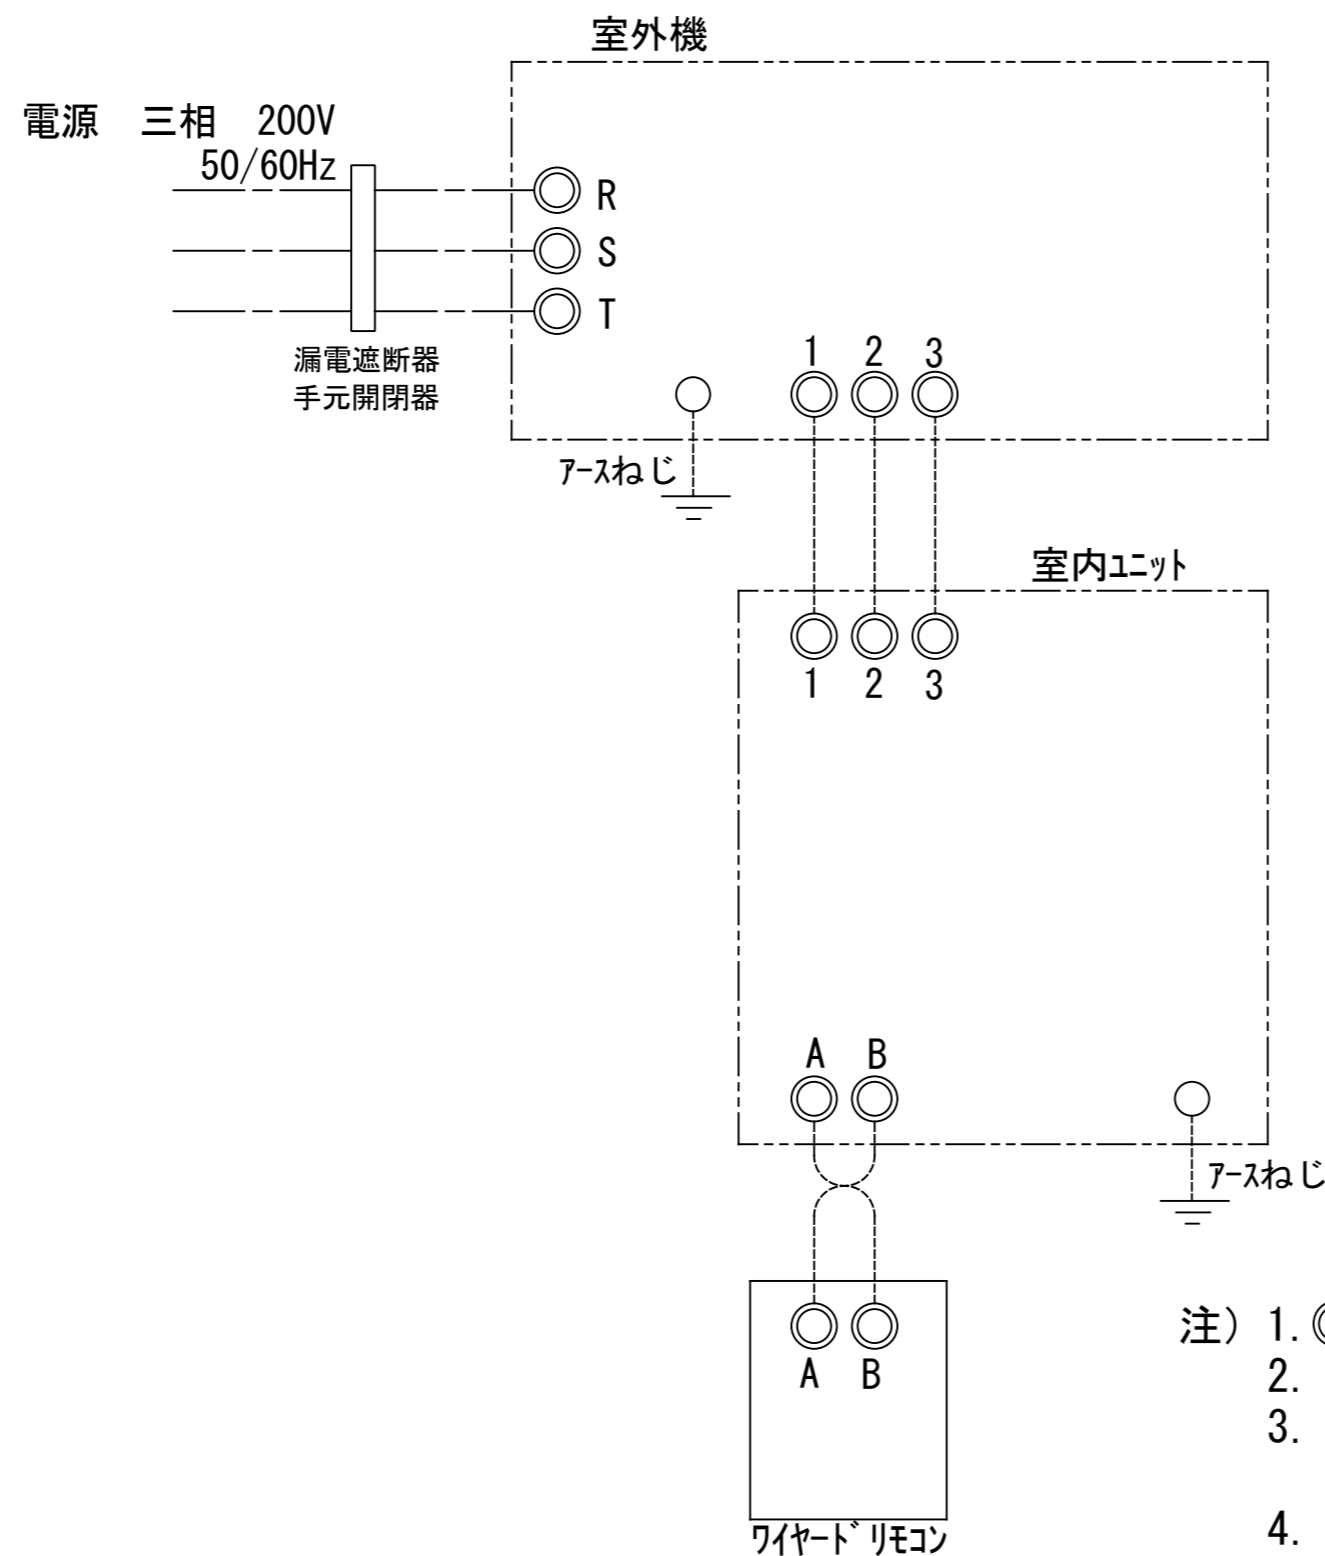 室外機
電源　三相　200V
50/60Hz
R
S
T
漏電遮断器
手元開閉器
1 2 3
ｱｰｽねじ
室内ﾕﾆｯﾄ
1 2 3
A B
ｱｰｽねじ
A B
ﾜｲﾔｰﾄﾞﾘﾓｺﾝ
注） 1. ◎
2.
3.
4.